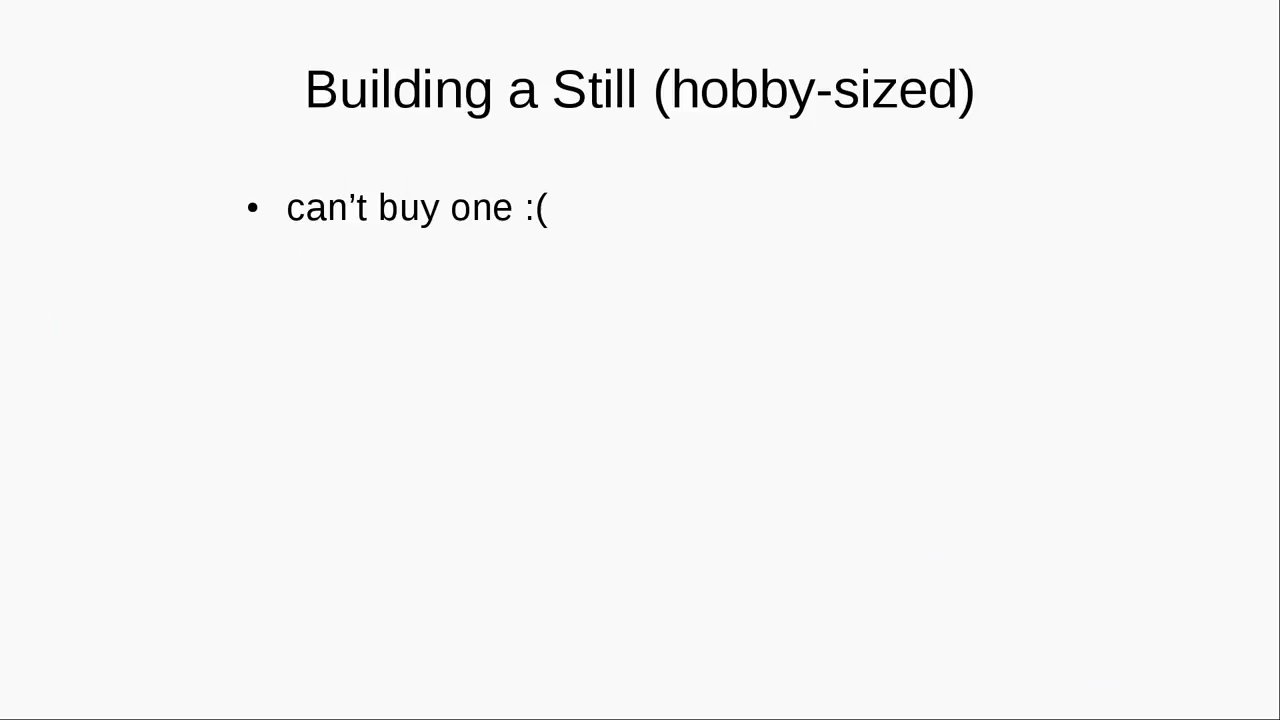 Building a Still (hobby-sized)
• can’t buy one :(